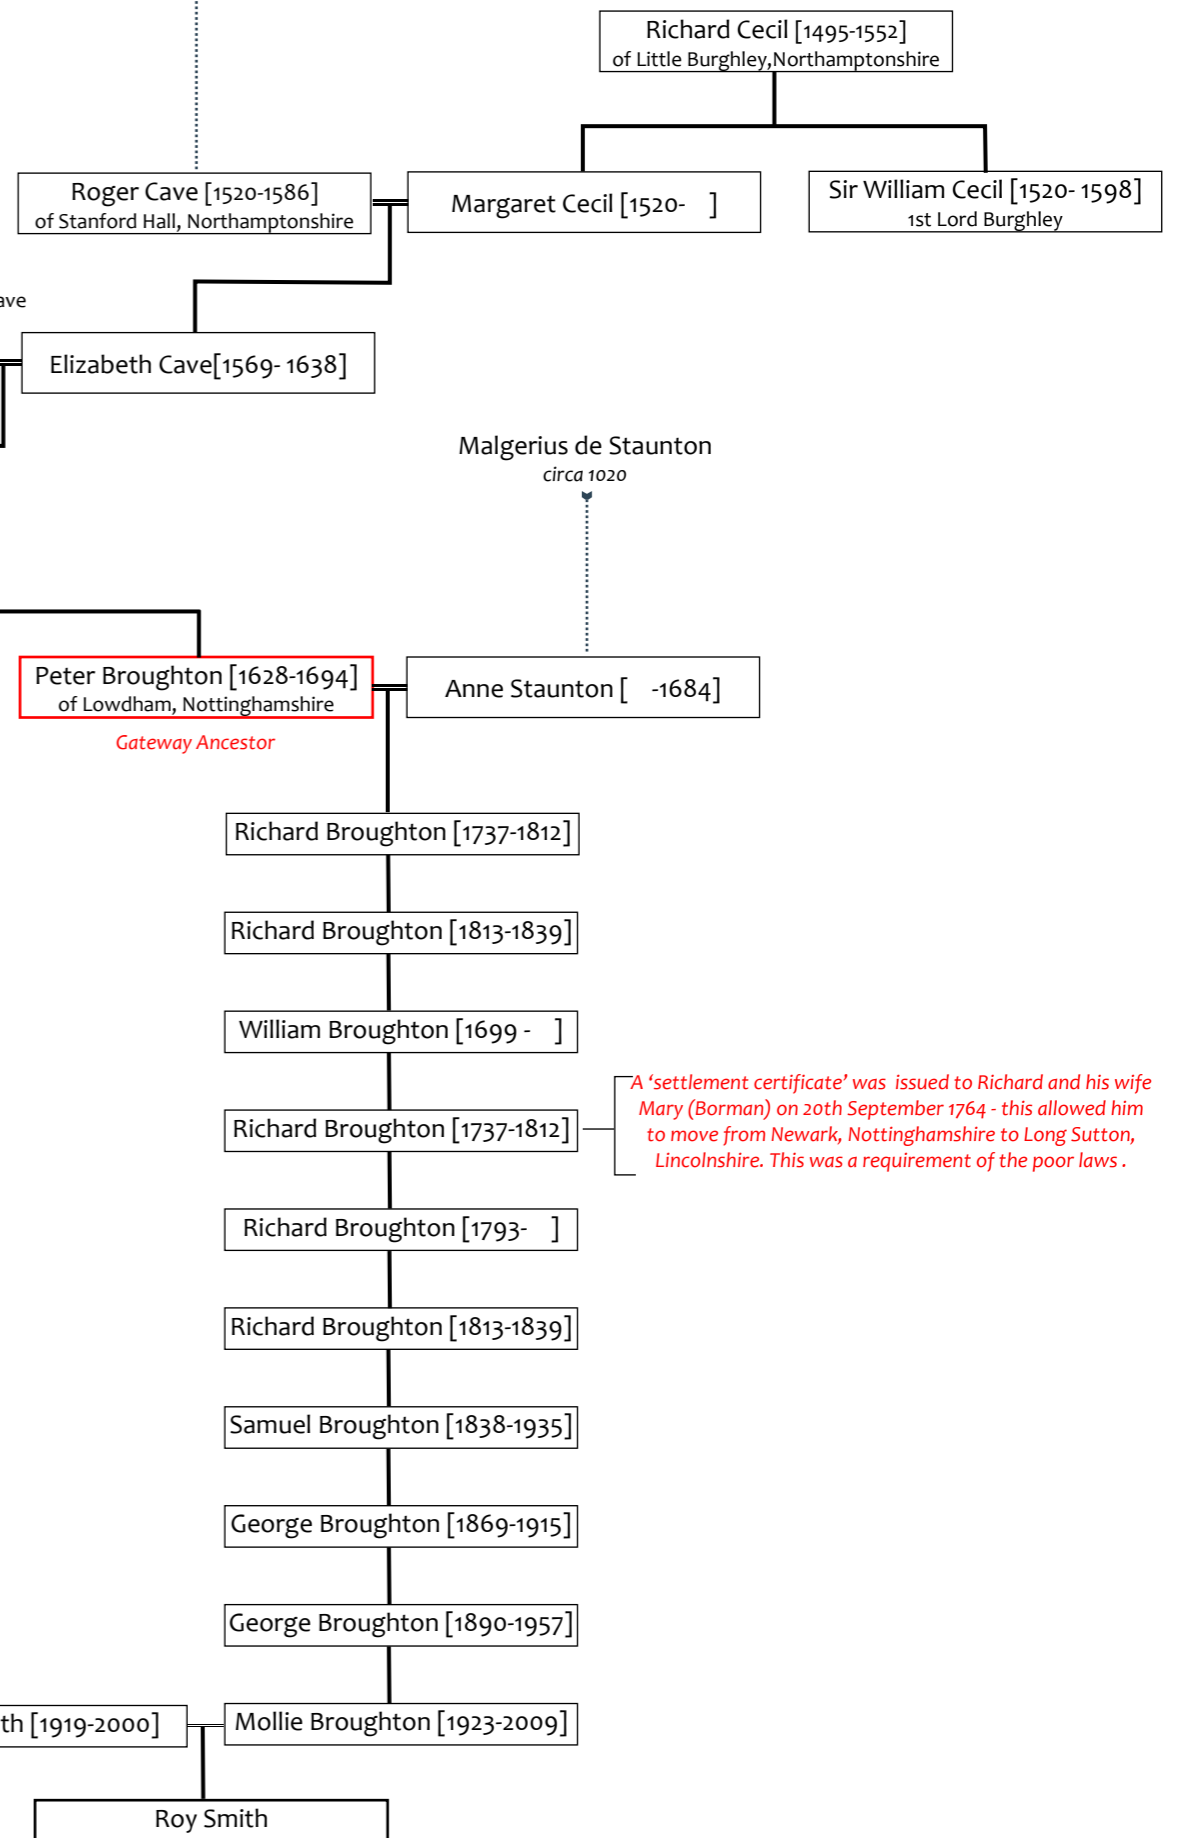 Richard Cecil [1495-1552]
of Little Burghley,Northamptonshire
Roger Cave [1520-1586]
of Stanford Hall, Northamptonshire
Margaret Cecil [1520- ]
Sir William Cecil [1520- 1598]
1st Lord Burghley
ave
Elizabeth Cave[1569- 1638]
Malgerius de Staunton
circa 1020
Peter Broughton [1628-1694]
of Lowdham, Nottinghamshire
Anne Staunton [ -1684]
Gateway Ancestor
Richard Broughton [1737-1812]
Richard Broughton [1813-1839]
William Broughton [1699 - ]
Richard Broughton [1737-1812]
A ‘settlement certificate’ was issued to Richard and his wife
Mary (Borman) on 20th September 1764 - this allowed him
to move from Newark, Nottinghamshire to Long Sutton,
Lincolnshire. This was a requirement of the poor laws .
Richard Broughton [1793- ]
Richard Broughton [1813-1839]
Samuel Broughton [1838-1935]
George Broughton [1869-1915]
George Broughton [1890-1957]
th [1919-2000]
Mollie Broughton [1923-2009]
Roy Smith